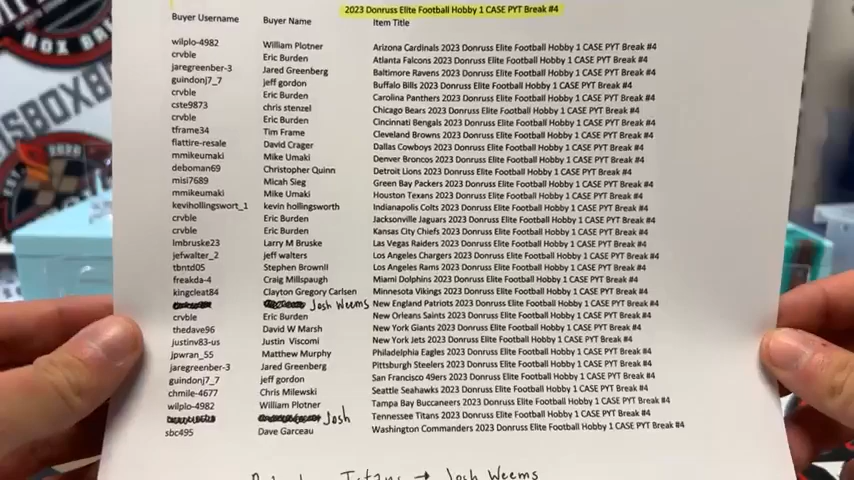 2023 Donruss Elite Football Hobby 1 CASE PYT Break #4
Buyer Username Buyer Name Item Title
wilplo-4982 William Plotner Arizona Cardinals 2023 Donruss Elite Football Hobby 1 CASE PYT Break #4
crvble Eric Burden Atlanta Falcons 2023 Donruss Elite Football Hobby 1 CASE PYT Break #4
jaregreenber-3 Jared Greenberg Baltimore Ravens 2023 Donruss Elite Football Hobby 1 CASE PYT Break #4
guindonj7_7 jeff gordon Buffalo Bills 2023 Donruss Elite Football Hobby 1 CASE PYT Break #4
crvble Eric Burden Carolina Panthers 2023 Donruss Elite Football Hobby 1 CASE PYT Break #4
cste9873 chris stenzel Chicago Bears 2023 Donruss Elite Football Hobby 1 CASE PYT Break #4
crvble Eric Burden Cincinnati Bengals 2023 Donruss Elite Football Hobby 1 CASE PYT Break #4
tframe34 Tim Frame Cleveland Browns 2023 Donruss Elite Football Hobby 1 CASE PYT Break #4
flattire-resale David Crager Dallas Cowboys 2023 Donruss Elite Football Hobby 1 CASE PYT Break #4
mmikeumaki Mike Umaki Denver Broncos 2023 Donruss Elite Football Hobby 1 CASE PYT Break #4
deboman69 Christopher Quinn Detroit Lions 2023 Donruss Elite Football Hobby 1 CASE PYT Break #4
misi7689 Micah Sieg Green Bay Packers 2023 Donruss Elite Football Hobby 1 CASE PYT Break #4
mmikeumaki Mike Umaki Houston Texans 2023 Donruss Elite Football Hobby 1 CASE PYT Break #4
kevihollingswort_1 kevin hollingsworth Indianapolis Colts 2023 Donruss Elite Football Hobby 1 CASE PYT Break #4
crvble Eric Burden Jacksonville Jaguars 2023 Donruss Elite Football Hobby 1 CASE PYT Break #4
crvble Eric Burden Kansas City Chiefs 2023 Donruss Elite Football Hobby 1 CASE PYT Break #4
lmbruske23 Larry M Bruske Las Vegas Raiders 2023 Donruss Elite Football Hobby 1 CASE PYT Break #4
jefwalter_2 jeff walters Los Angeles Chargers 2023 Donruss Elite Football Hobby 1 CASE PYT Break #4
tbntd05 Stephen Brownll Los Angeles Rams 2023 Donruss Elite Football Hobby 1 CASE PYT Break #4
freakda-4 Craig Millspaugh Miami Dolphins 2023 Donruss Elite Football Hobby 1 CASE PYT Break #4
kingcleat84 Clayton Gregory Carlsen Minnesota Vikings 2023 Donruss Elite Football Hobby 1 CASE PYT Break #4
Josh Weems New England Patriots 2023 Donruss Elite Football Hobby 1 CASE PYT Break #4
crvble Eric Burden New Orleans Saints 2023 Donruss Elite Football Hobby 1 CASE PYT Break #4
thedave96 David W Marsh New York Giants 2023 Donruss Elite Football Hobby 1 CASE PYT Break #4
justinv83-us Justin Viscomi New York Jets 2023 Donruss Elite Football Hobby 1 CASE PYT Break #4
jpwran_55 Matthew Murphy Philadelphia Eagles 2023 Donruss Elite Football Hobby 1 CASE PYT Break #4
jaregreenber-3 Jared Greenberg Pittsburgh Steelers 2023 Donruss Elite Football Hobby 1 CASE PYT Break #4
guindonj7_7 jeff gordon San Francisco 49ers 2023 Donruss Elite Football Hobby 1 CASE PYT Break #4
chmile-4677 Chris Milewski Seattle Seahawks 2023 Donruss Elite Football Hobby 1 CASE PYT Break #4
wilplo-4982 William Plotner Tampa Bay Buccaneers 2023 Donruss Elite Football Hobby 1 CASE PYT Break #4
Josh Tennessee Titans 2023 Donruss Elite Football Hobby 1 CASE PYT Break #4
sbc495 Dave Garceau Washington Commanders 2023 Donruss Elite Football Hobby 1 CASE PYT Break #4
Titans → Josh Weems